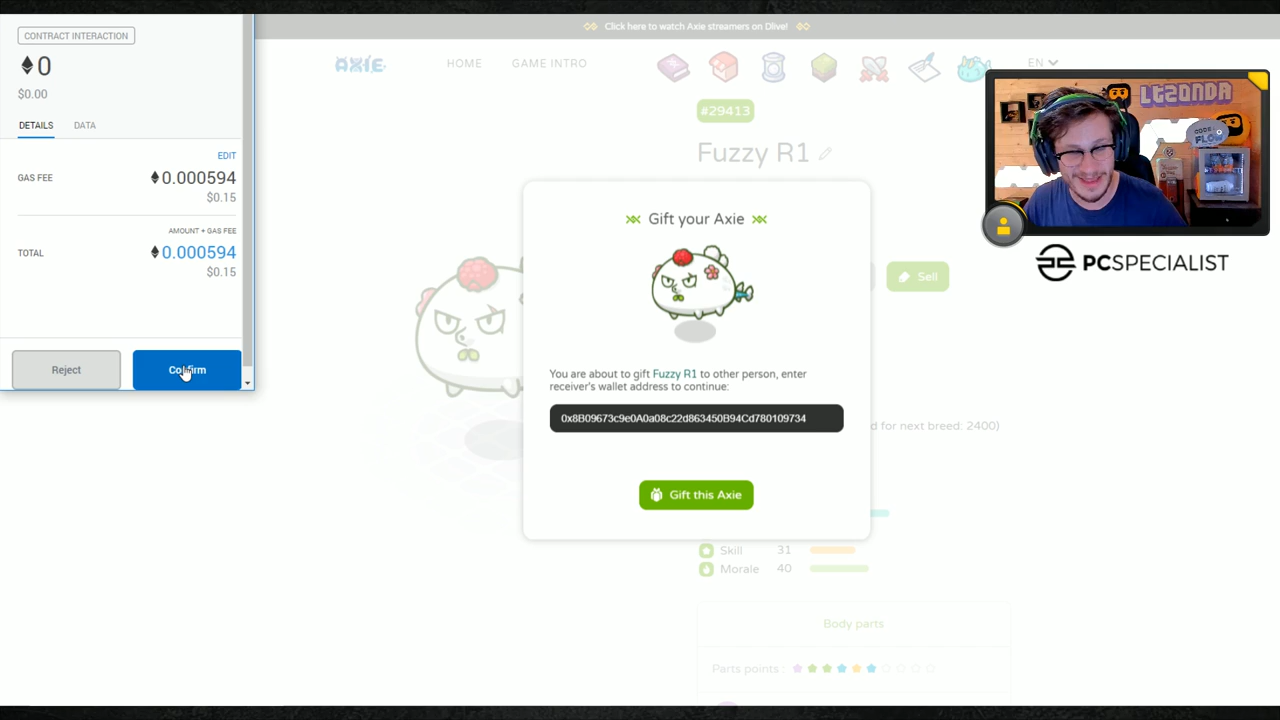 CONTRACT INTERACTION
0
$0.00
DETAILS DATA
EDIT
GAS FEE 0.000594
$0.15
AMOUNT + GAS FEE
TOTAL 0.000594
$0.15
Reject Confirm
Click here to watch Axie streamers on Dlive!
AXIE
HOME GAME INTRO EN
#29413
Fuzzy R1
Sell
Gift your Axie
You are about to gift Fuzzy R1 to other person, enter
receiver's wallet address to continue:
0x8B09673c9e0A0a08c22d863450B94Cd780109734
d for next breed: 2400)
Gift this Axie
Skill 31
Morale 40
Body parts
Parts points :
LTZONDA
CODE
FLOW
PCSPECIALIST